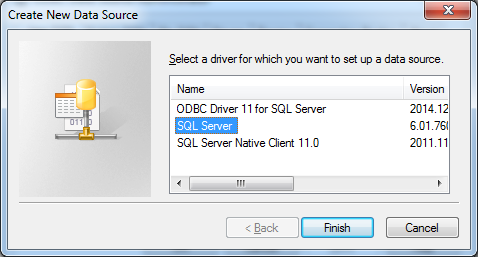 Create New Data Source
Select a driver for which you want to set up a data source.
Name Version
ODBC Driver 11 for SQL Server 2014.12
SQL Server 6.01.760
SQL Server Native Client 11.0 2011.11
< Back Finish Cancel